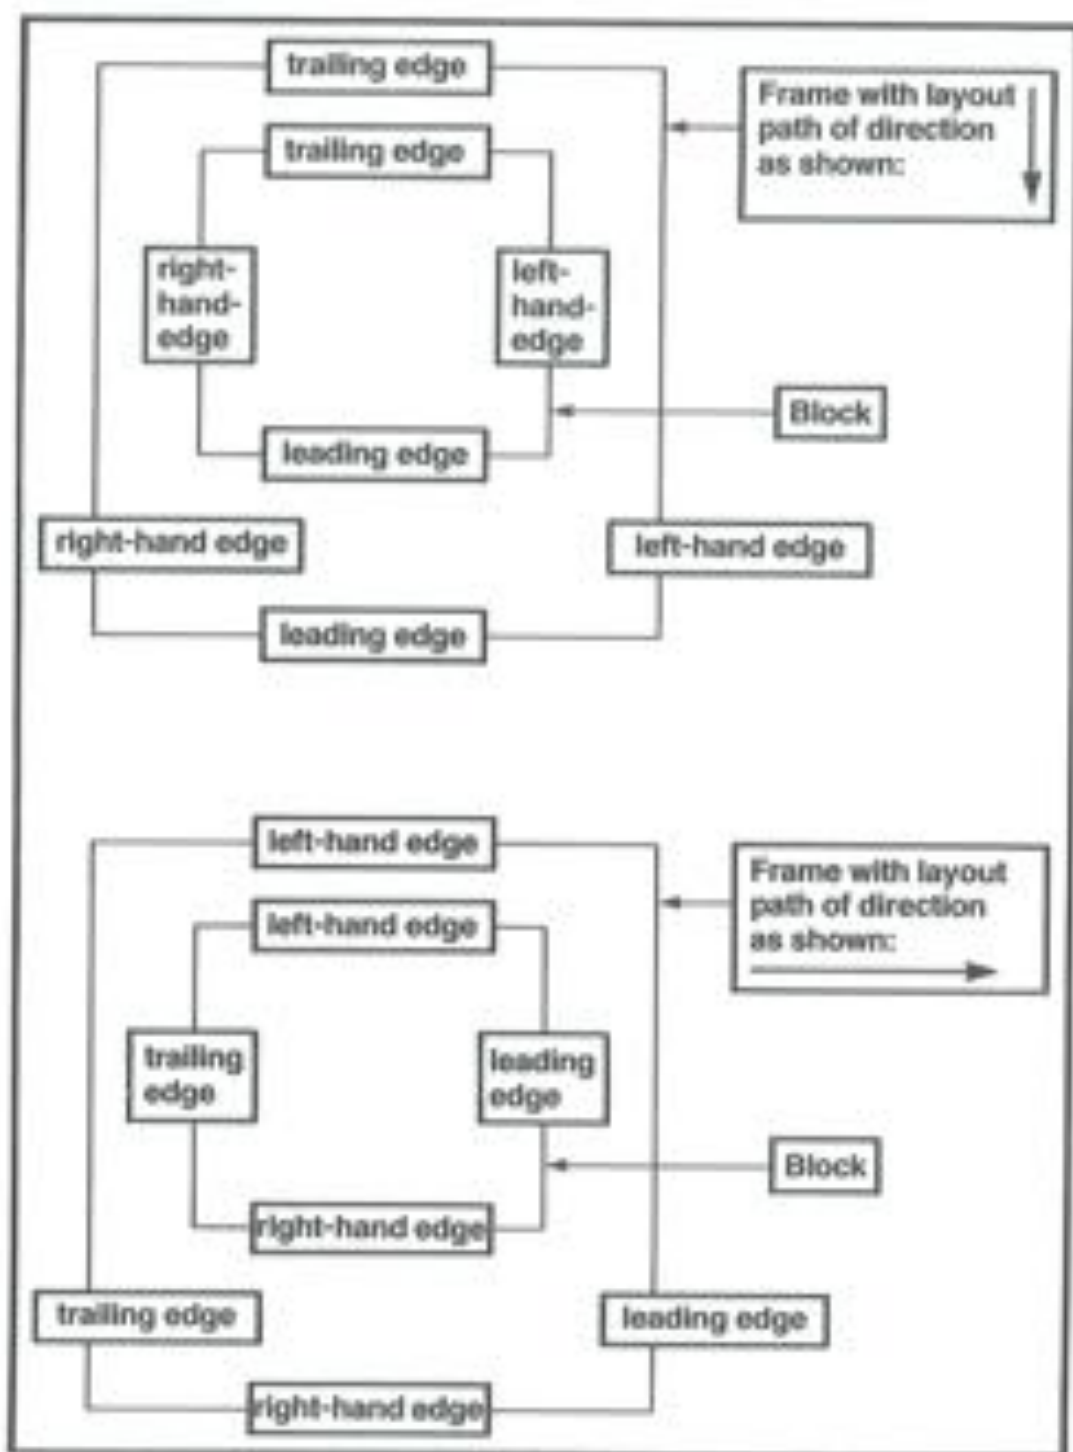 trailing edge
Frame with layout
path of direction
as shown:
trailing edge
right-
hand-
edge
left-
hand-
edge
Block
leading edge
right-hand edge
left-hand edge
leading edge
left-hand edge
Frame with layout
path of direction
as shown:
left-hand edge
trailing
edge
leading
edge
Block
right-hand edge
trailing edge
leading edge
right-hand edge